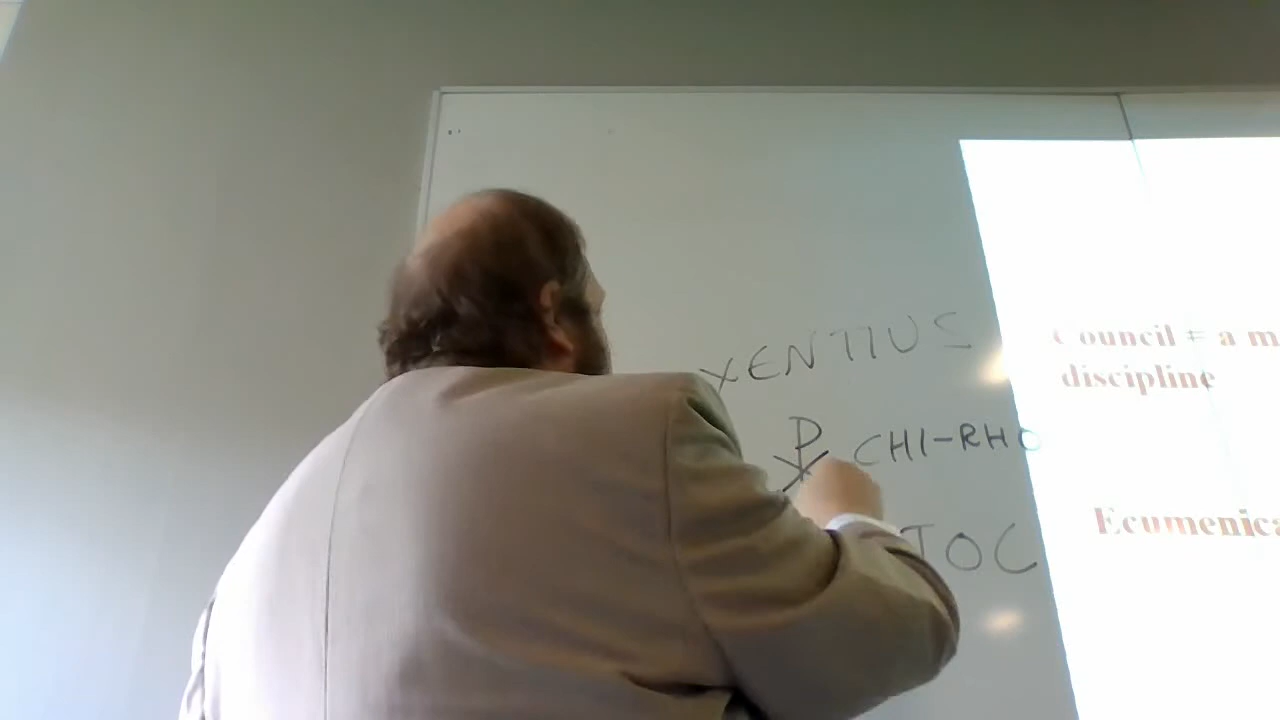 XENTIUS
☧ CHI-RHO
TOC
Council = a m
discipline
Ecumenica